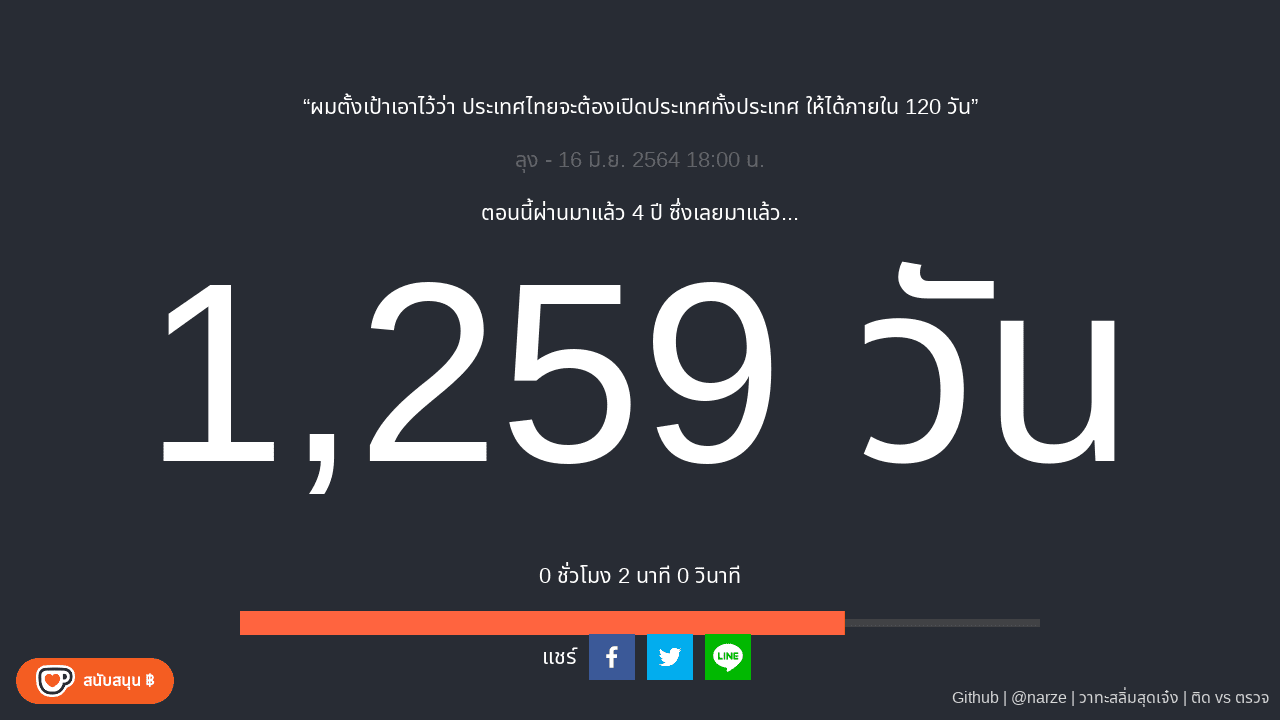 “ผมตั้งเป้าเอาไว้ว่า ประเทศไทยจะต้องเปิดประเทศทั้งประเทศ ให้ได้ภายใน 120 วัน”
ลุง - 16 มิ.ย. 2564 18:00 น.
ตอนนี้ผ่านมาแล้ว 4 ปี ซึ่งเลยมาแล้ว...
1,259 วัน
0 ชั่วโมง 2 นาที 0 วินาที
แชร์
LINE
สนับสนุน ฿
Github | @narze | วาทะสลิ่มสุดเจ๋ง | ติด vs ตรวจ